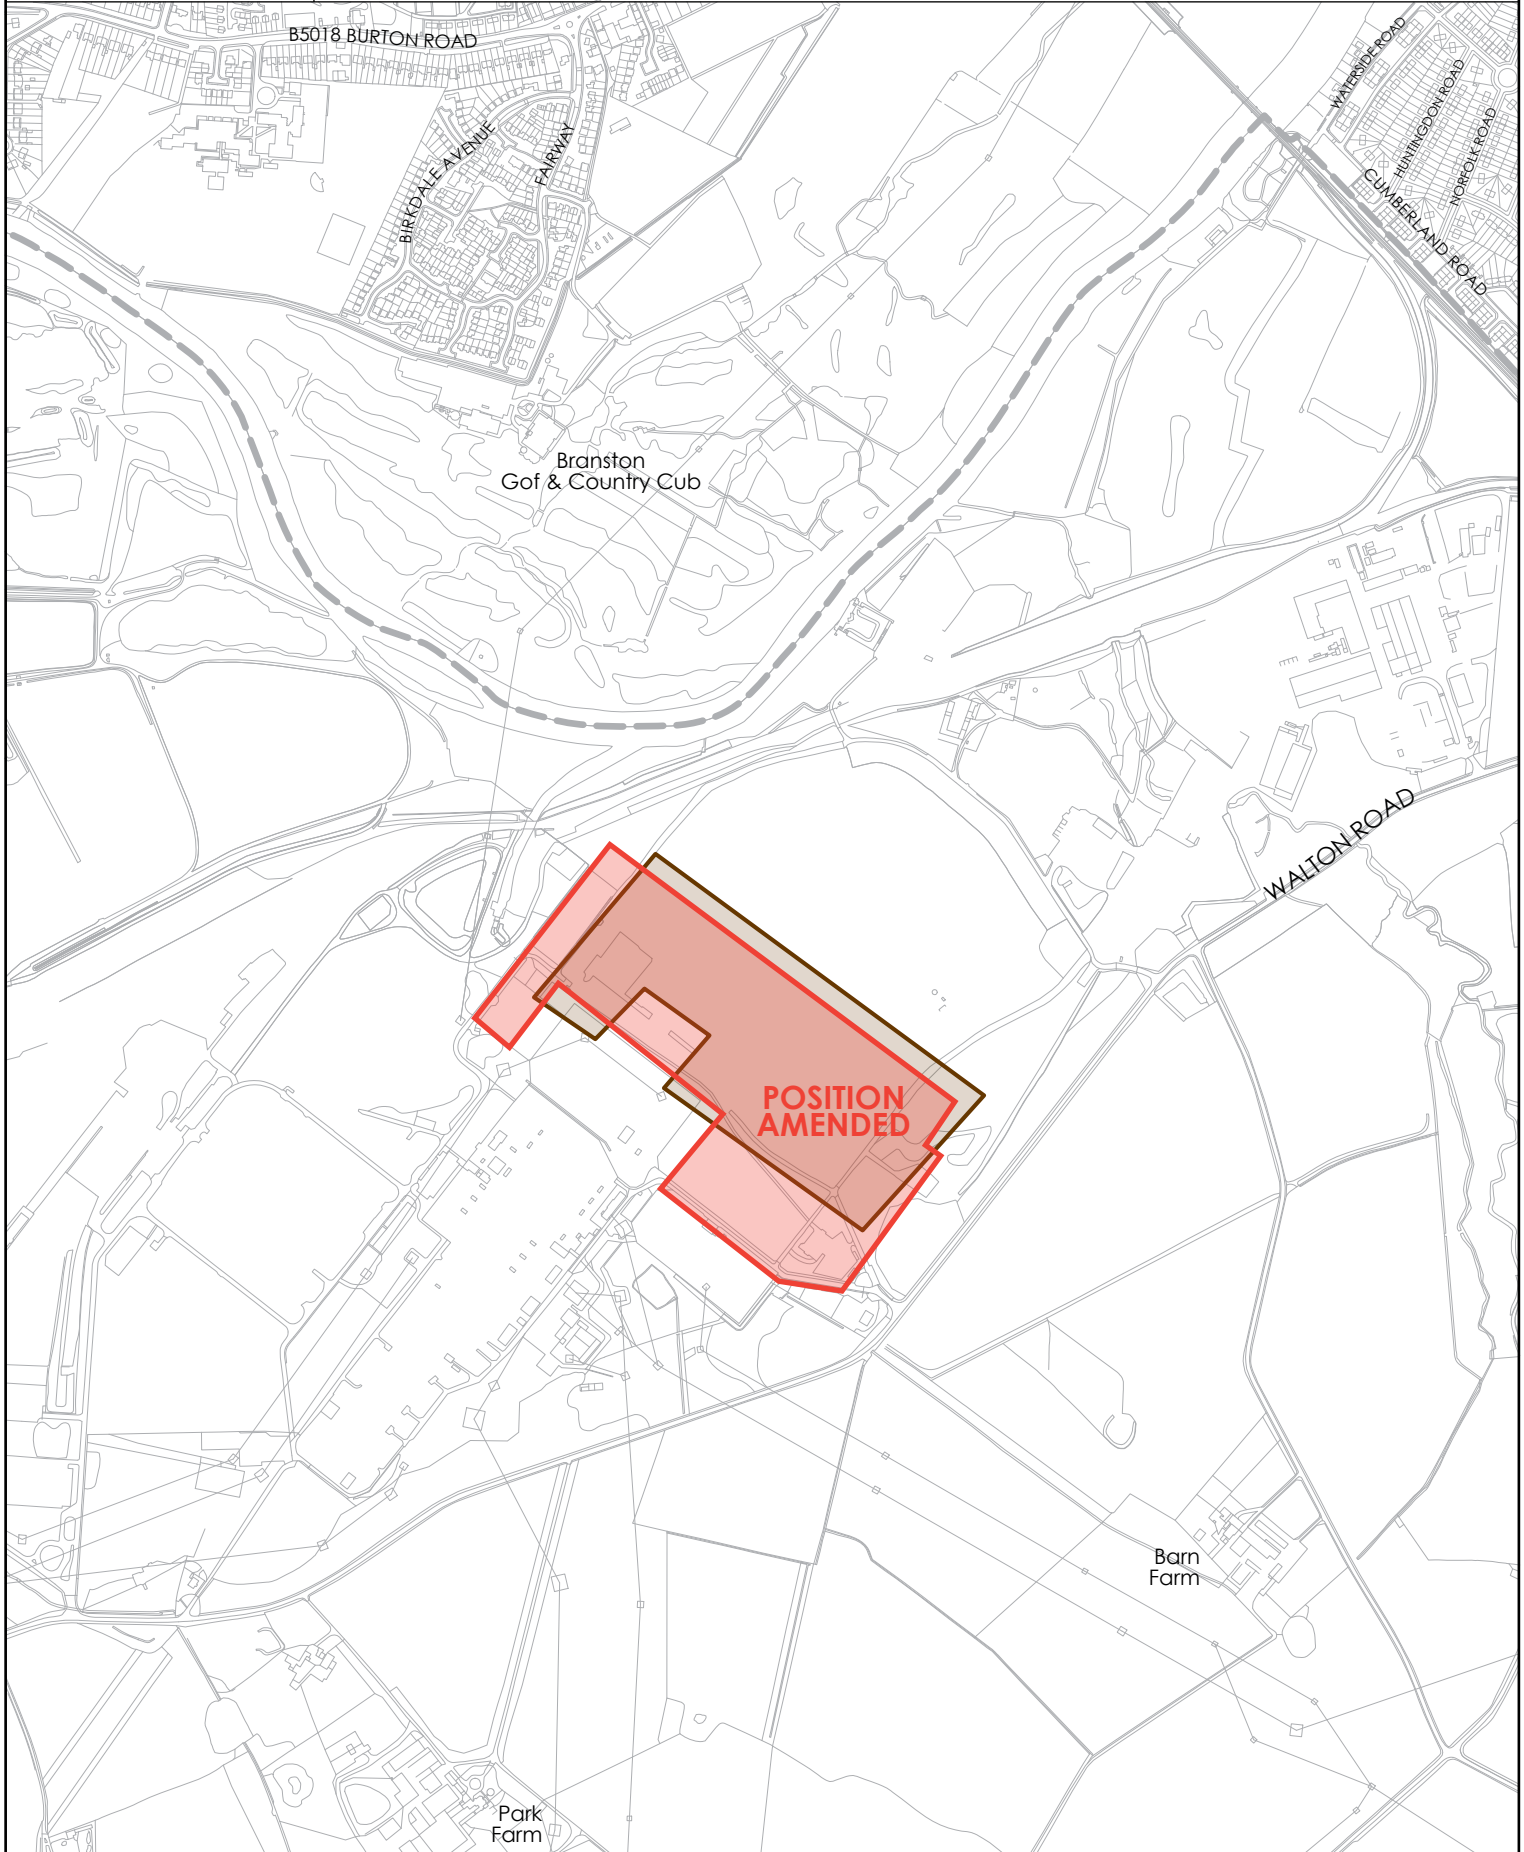 B5018 BURTON ROAD
WATERSIDE ROAD
HUNTINGDON ROAD
NORFOLK ROAD
CUMBERLAND ROAD
BIRKDALE AVENUE
FAIRWAY
Branston
Gof & Country Cub
WALTON ROAD
POSITION
AMENDED
Barn
Farm
Park
Farm